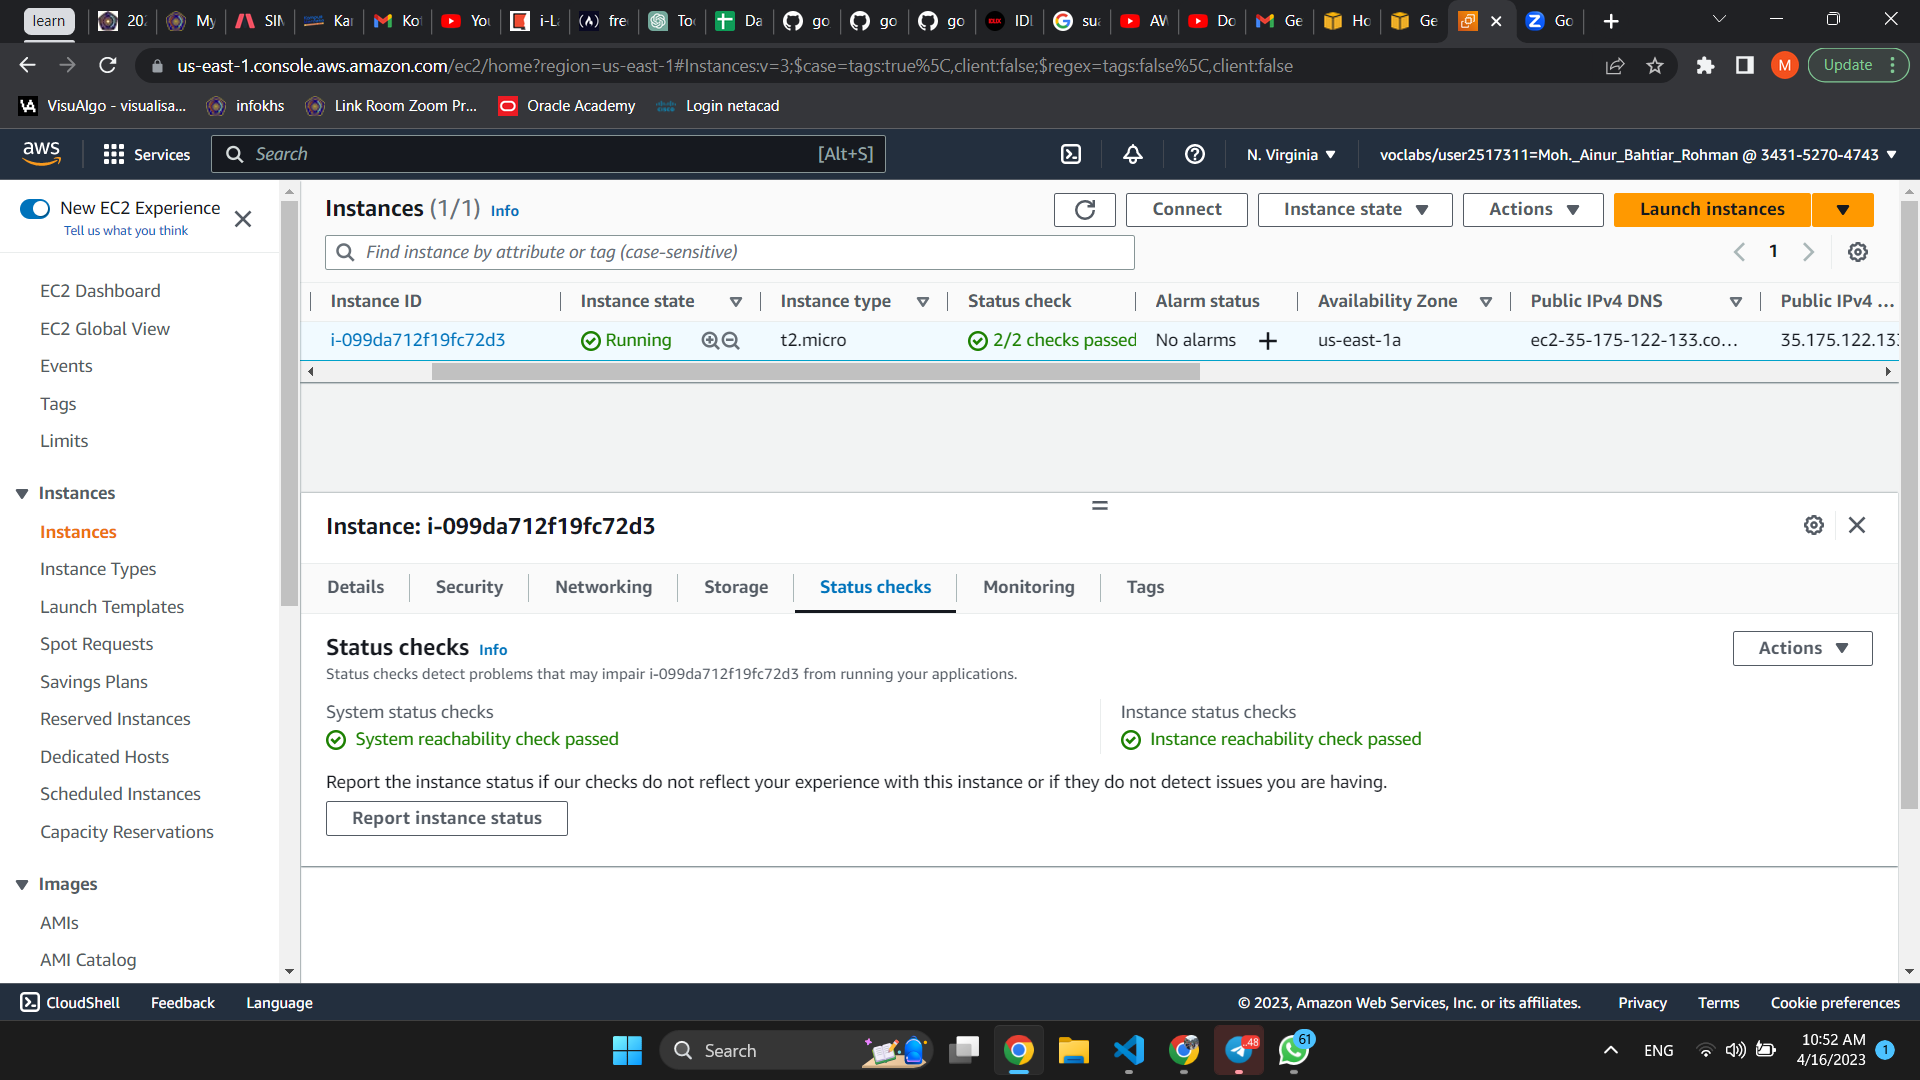 learn
202
My
SIM
Kar
Kot
You
i-La
free
Too
Da
go
go
go
IDL
sua
AW
Do
Ge
Ho
Ge
Go
us-east-1.console.aws.amazon.com/ec2/home?region=us-east-1#Instances:v=3;$case=tags:true%5C,client:false;$regex=tags:false%5C,client:false
M
Update
VisuAlgo - visualisa...
infokhs
Link Room Zoom Pr...
Oracle Academy
Login netacad
aws
Services
Search
[Alt+S]
N. Virginia
voclabs/user2517311=Moh._Ainur_Bahtiar_Rohman @ 3431-5270-4743
New EC2 Experience
Tell us what you think
EC2 Dashboard
EC2 Global View
Events
Tags
Limits
Instances
Instances
Instance Types
Launch Templates
Spot Requests
Savings Plans
Reserved Instances
Dedicated Hosts
Scheduled Instances
Capacity Reservations
Images
AMIs
AMI Catalog
Instances (1/1) Info
Connect
Instance state
Actions
Launch instances
Find instance by attribute or tag (case-sensitive)
1
Instance ID
Instance state
Instance type
Status check
Alarm status
Availability Zone
Public IPv4 DNS
Public IPv4 ...
i-099da712f19fc72d3
Running
t2.micro
2/2 checks passed
No alarms
us-east-1a
ec2-35-175-122-133.co...
35.175.122.133
Instance: i-099da712f19fc72d3
Details
Security
Networking
Storage
Status checks
Monitoring
Tags
Status checks Info
Actions
Status checks detect problems that may impair i-099da712f19fc72d3 from running your applications.
System status checks
System reachability check passed
Instance status checks
Instance reachability check passed
Report the instance status if our checks do not reflect your experience with this instance or if they do not detect issues you are having.
Report instance status
CloudShell
Feedback
Language
© 2023, Amazon Web Services, Inc. or its affiliates.
Privacy
Terms
Cookie preferences
Search
48
61
ENG
10:52 AM
4/16/2023
1